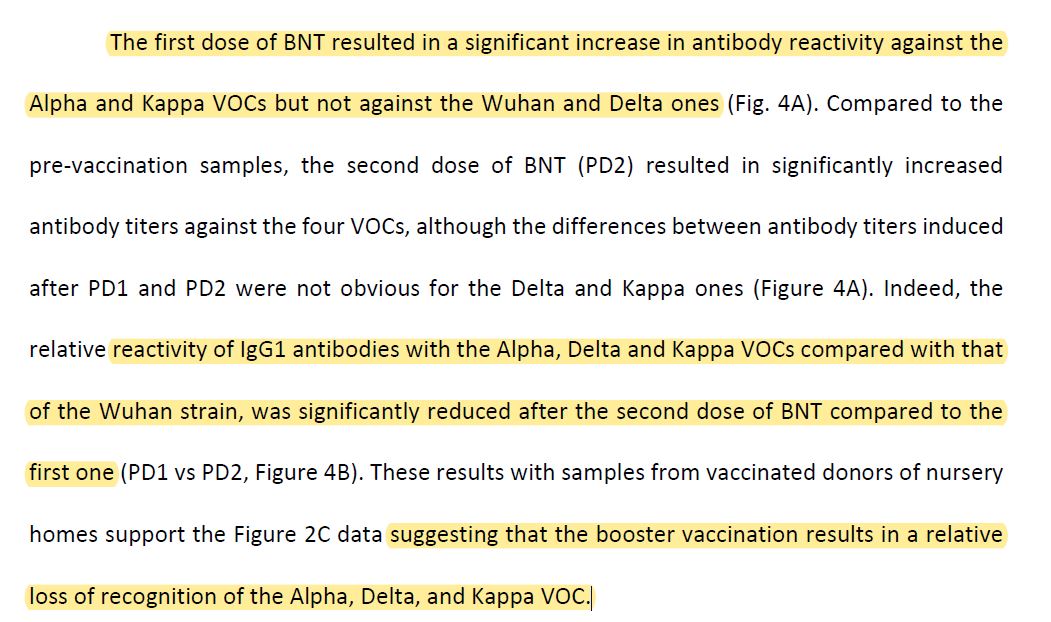 The first dose of BNT resulted in a significant increase in antibody reactivity against the
Alpha and Kappa VOCs but not against the Wuhan and Delta ones (Fig. 4A). Compared to the
pre-vaccination samples, the second dose of BNT (PD2) resulted in significantly increased
antibody titers against the four VOCs, although the differences between antibody titers induced
after PD1 and PD2 were not obvious for the Delta and Kappa ones (Figure 4A). Indeed, the
relative reactivity of IgG1 antibodies with the Alpha, Delta and Kappa VOCs compared with that
of the Wuhan strain, was significantly reduced after the second dose of BNT compared to the
first one (PD1 vs PD2, Figure 4B). These results with samples from vaccinated donors of nursery
homes support the Figure 2C data suggesting that the booster vaccination results in a relative
loss of recognition of the Alpha, Delta, and Kappa VOC.